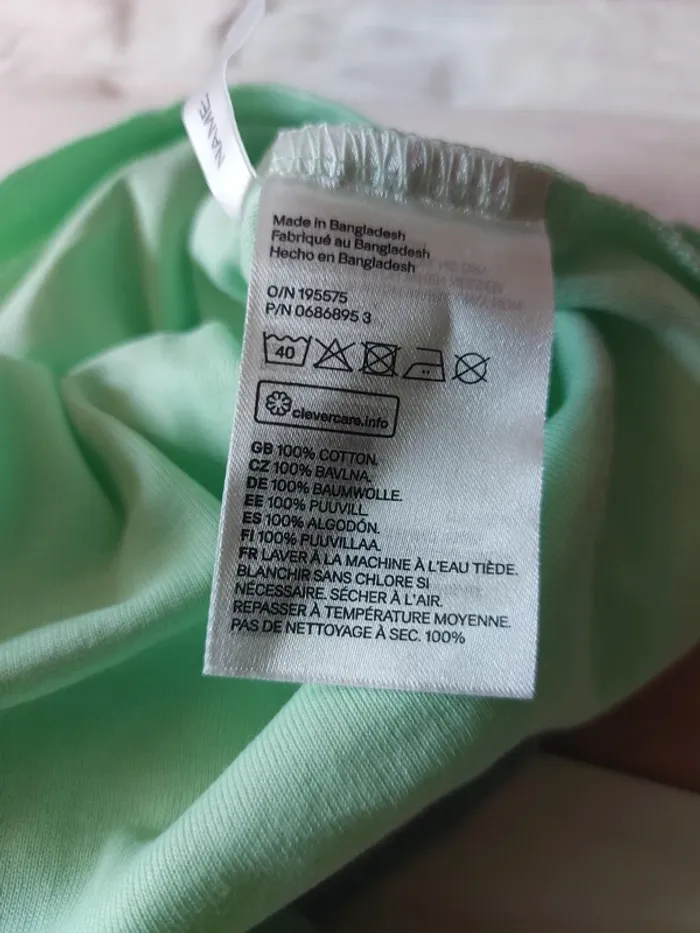 NAME
Made in Bangladesh
Fabriqué au Bangladesh
Hecho en Bangladesh
O/N 195575
P/N 0686895 3
40
clevercare.info
GB 100% COTTON.
CZ 100% BAVLNA.
DE 100% BAUMWOLLE.
EE 100% PUUVILL.
ES 100% ALGODÓN.
FI 100% PUUVILLAA.
FR LAVER À LA MACHINE À L'EAU TIÈDE.
BLANCHIR SANS CHLORE SI
NÉCESSAIRE. SÉCHER À L'AIR.
REPASSER À TEMPÉRATURE MOYENNE.
PAS DE NETTOYAGE À SEC. 100%